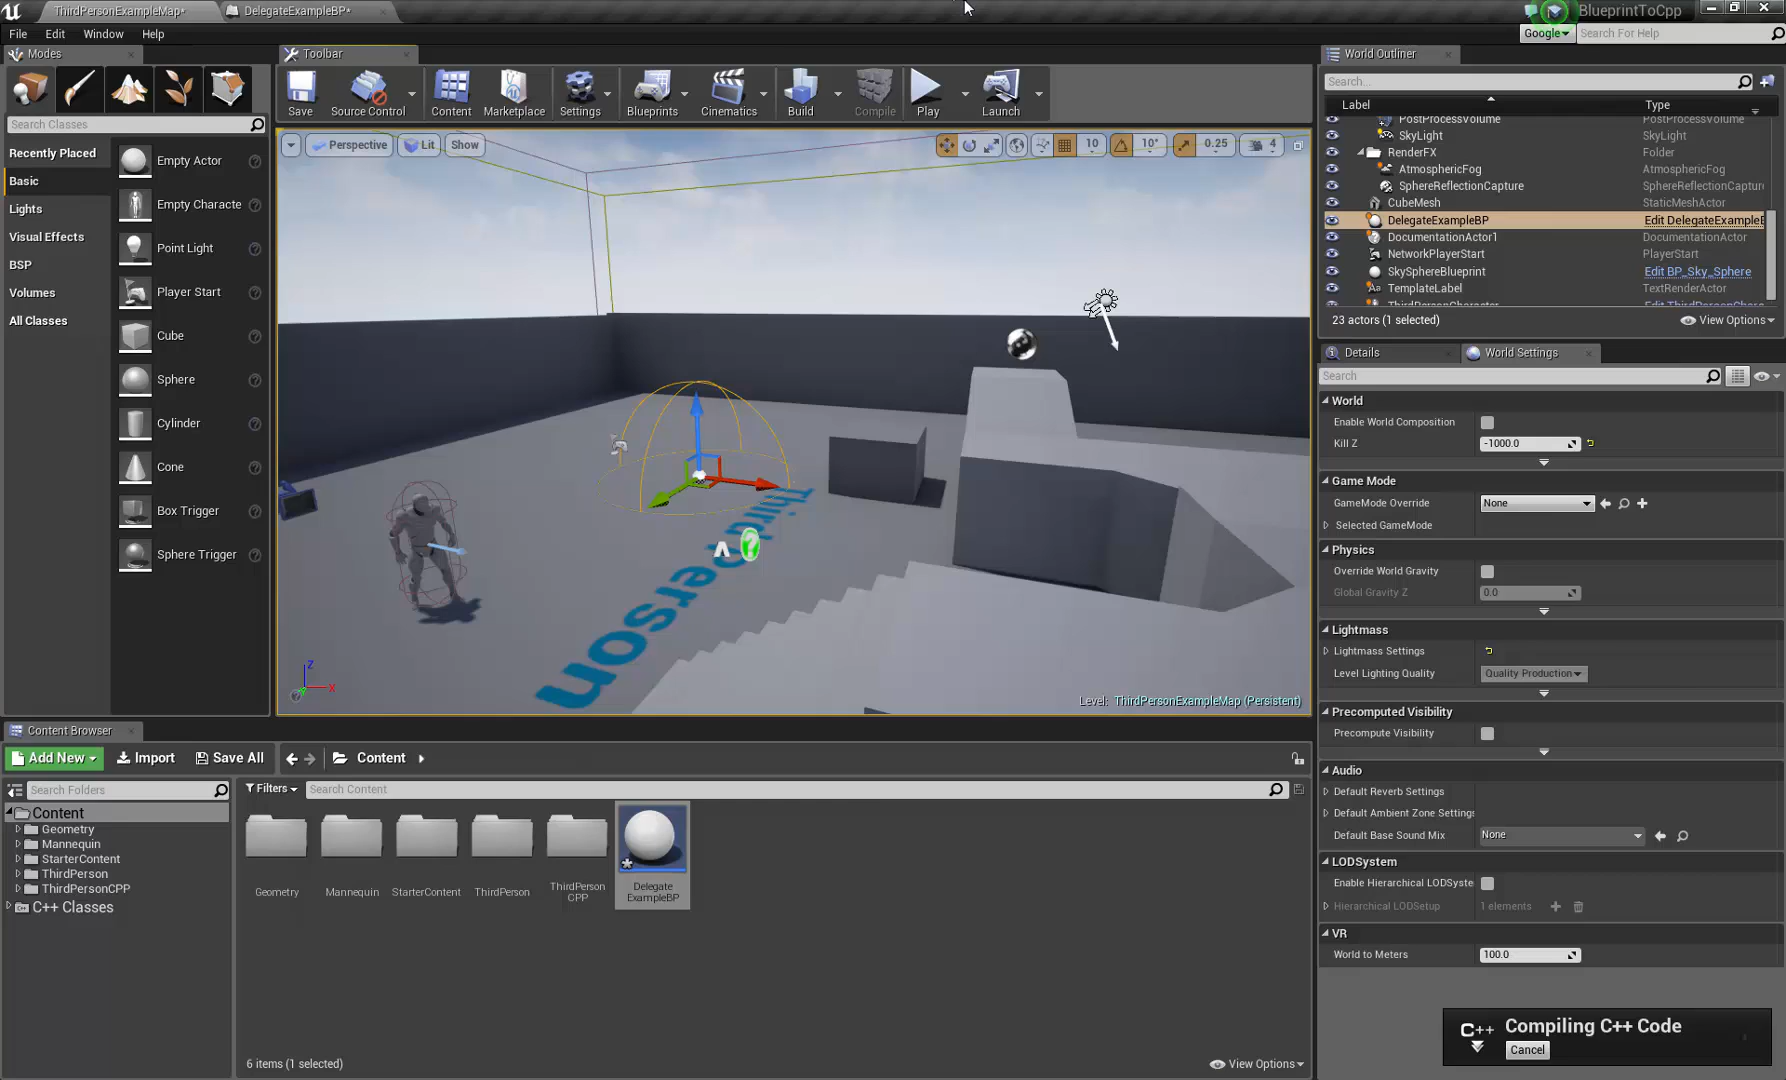 ThirdPersonExampleMap*
DelegateExampleBP*
BlueprintToCpp
File Edit Window Help
Google
Search For Help
Modes
Toolbar
World Outliner
Save
Source Control
Content
Marketplace
Settings
Blueprints
Cinematics
Build
Compile
Play
Launch
Search...
Label Type
Search Classes
PostProcessVolume PostProcessVolume
SkyLight SkyLight
RenderFX Folder
AtmosphericFog AtmosphericFog
SphereReflectionCapture SphereReflectionCaptur
CubeMesh StaticMeshActor
DelegateExampleBP Edit DelegateExampleB
DocumentationActor1 DocumentationActor
NetworkPlayerStart PlayerStart
SkySphereBlueprint Edit BP_Sky_Sphere
TemplateLabel TextRenderActor
ThirdPersonCharacter Edit ThirdPersonChara
23 actors (1 selected)
View Options
Recently Placed
Basic
Lights
Visual Effects
BSP
Volumes
All Classes
Empty Actor
Empty Characte
Point Light
Player Start
Cube
Sphere
Cylinder
Cone
Box Trigger
Sphere Trigger
Perspective
Lit
Show
10
10°
0.25
4
Third Person
Z
X
Level: ThirdPersonExampleMap (Persistent)
Details
World Settings
Search
World
Enable World Composition
Kill Z -1000.0
Game Mode
GameMode Override None
Selected GameMode
Physics
Override World Gravity
Global Gravity Z 0.0
Lightmass
Lightmass Settings
Level Lighting Quality Quality Production
Precomputed Visibility
Precompute Visibility
Audio
Default Reverb Settings
Default Ambient Zone Settings
Default Base Sound Mix None
LODSystem
Enable Hierarchical LODSyste
Hierarchical LODSetup 1 elements
VR
World to Meters 100.0
Content Browser
Add New
Import
Save All
Content
Search Folders
Filters
Search Content
Content
Geometry
Mannequin
StarterContent
ThirdPerson
ThirdPersonCPP
C++ Classes
Geometry
Mannequin
StarterContent
ThirdPerson
ThirdPerson
CPP
Delegate
ExampleBP
6 items (1 selected)
View Options
C++
Compiling C++ Code
Cancel